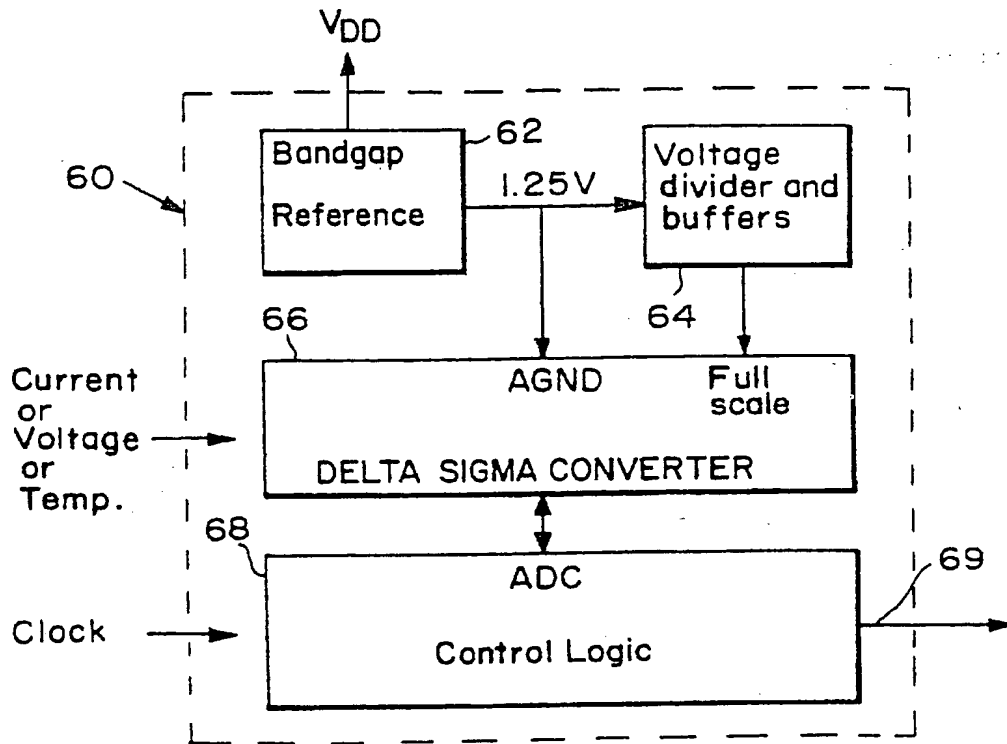 VDD
62
Bandgap
Reference
1.25V
Voltage
divider and
buffers
60
64
66
AGND
Full
scale
Current
or
Voltage
or
Temp.
DELTA SIGMA CONVERTER
68
ADC
69
Clock
Control Logic